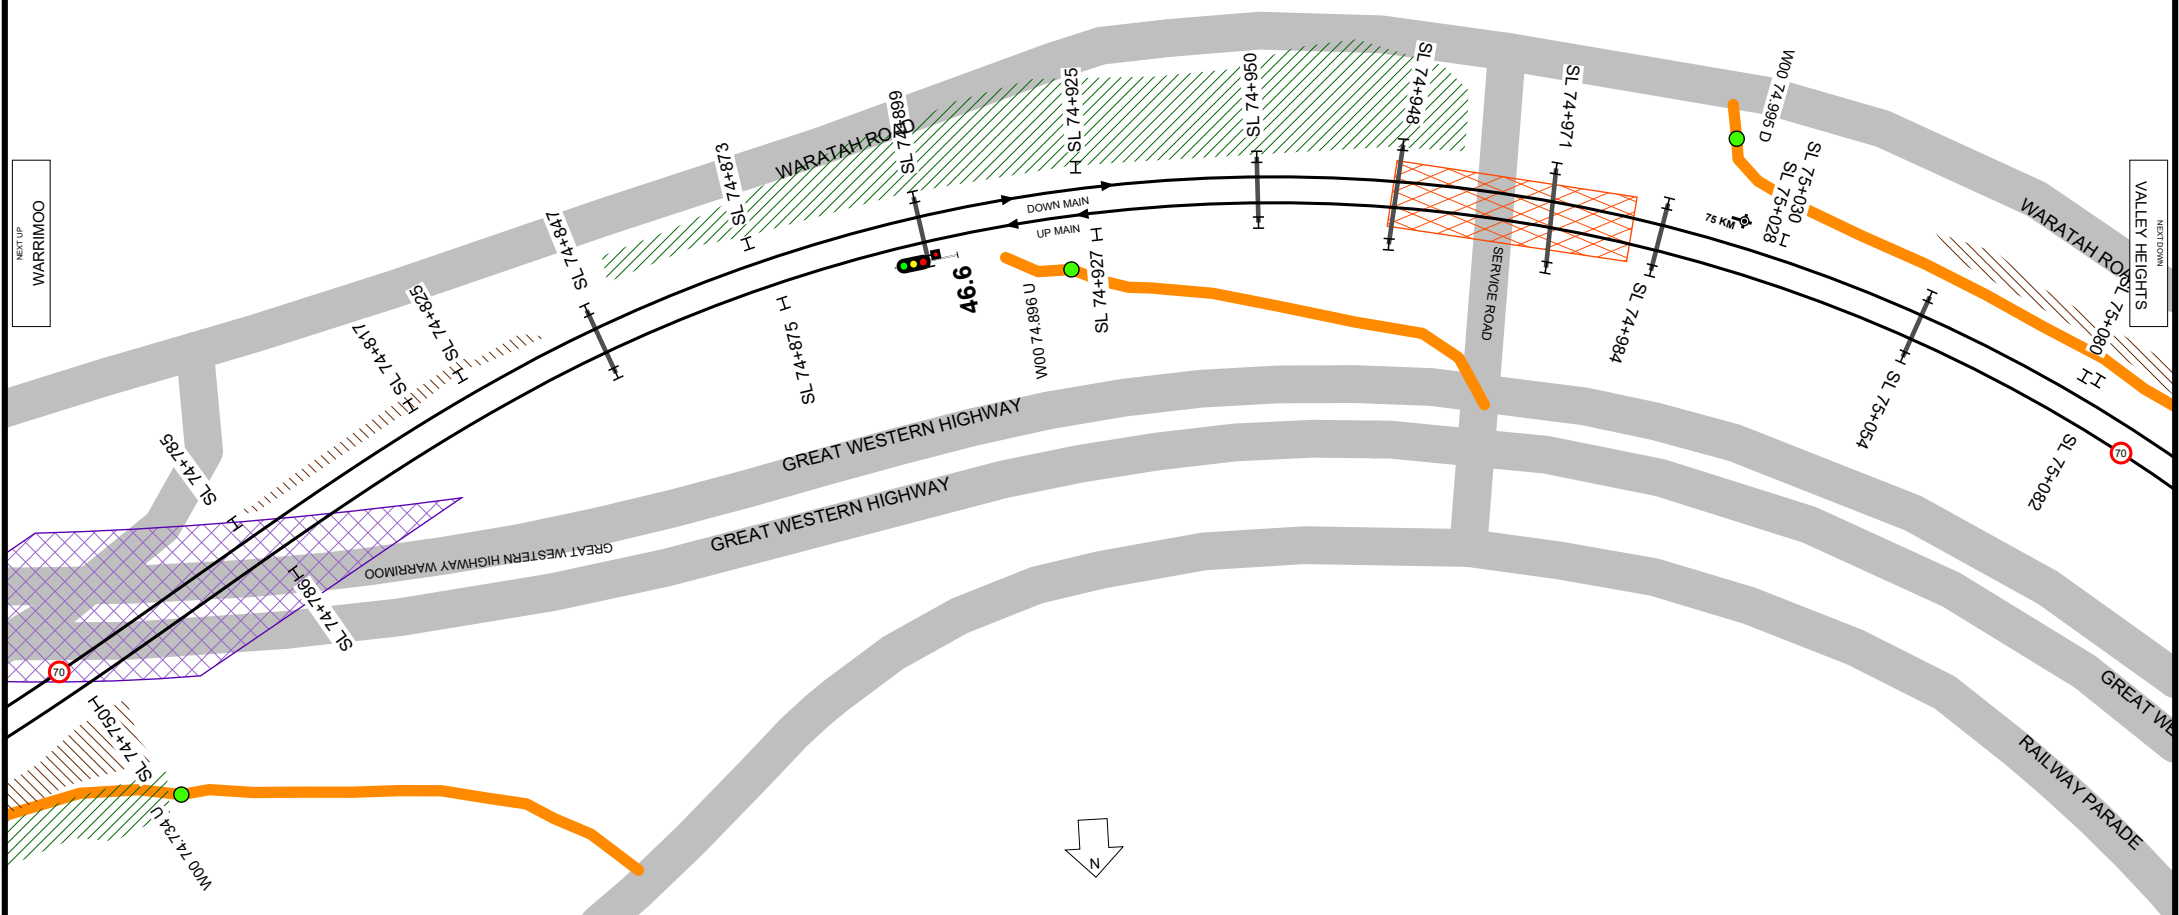 NEXT UP
WARRIMOO
NEXT DOWN
VALLEY HEIGHTS
WARATAH ROAD
WARATAH ROAD
SL 74+785
SL 74+817
SL 74+825
SL 74+847
SL 74+873
SL 74+899
SL 74+925
SL 74+950
SL 74+948
SL 74+971
W00 74.995 D
SL 75+030
SL 75+028
75 KM
SL 75+080
DOWN MAIN
UP MAIN
46.6
W00 74.896 U
SL 74+927
SL 74+875
SERVICE ROAD
SL 74+984
SL 75+054
SL 75+082
70
GREAT WESTERN HIGHWAY
GREAT WESTERN HIGHWAY
GREAT WESTERN HIGHWAY WARRIMOO
SL 74+786
70
SL 74+750
W00 74.734 U
GREAT WE
RAILWAY PARADE
N